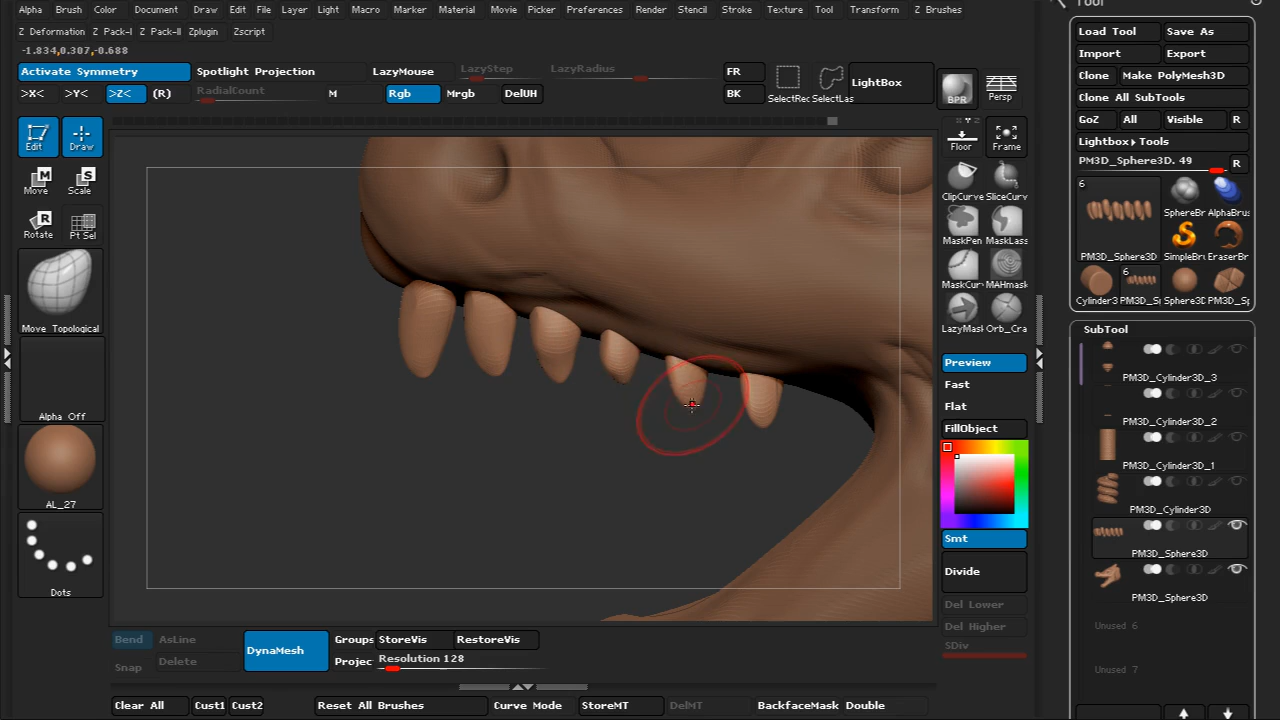 Alpha Brush Color Document Draw Edit File Layer Light Macro Marker Material Movie Picker Preferences Render Stencil Stroke Texture Tool Transform Z Brushes
Z Deformation Z Pack-I Z Pack-II Zplugin Zscript
-1.834,0.307,-0.688
Activate Symmetry Spotlight Projection LazyMouse LazyStep LazyRadius FR
>X< >Y< >Z< (R) RadialCount M Rgb Mrgb DelUH BK
SelectRec SelectLas
LightBox
BPR
Persp
Edit Draw
Move Scale
Rotate Pt Sel
Move_Topological
Alpha_Off
AL_27
Dots
Floor Frame
ClipCurve SliceCurv
MaskPen MaskLass
MaskCur MAHmask
LazyMask Orb_Cra
Preview
Fast
Flat
FillObject
Smt
Divide
Del Lower
Del Higher
SDiv
Bend AsLine
Snap Delete
DynaMesh
Groups StoreVis RestoreVis
Projec Resolution 128
Clear All Cust1 Cust2 Reset All Brushes Curve Mode StoreMT DelMT BackfaceMask Double
Tool
Load Tool Save As
Import Export
Clone Make PolyMesh3D
Clone All SubTools
GoZ All Visible R
Lightbox▸Tools
PM3D_Sphere3D. 49 R
6
SphereBr AlphaBrus
PM3D_Sphere3D SimpleBru EraserBr
6
Cylinder3 PM3D_S Sphere3D PM3D_Sp
SubTool
PM3D_Cylinder3D_3
PM3D_Cylinder3D_2
PM3D_Cylinder3D_1
PM3D_Cylinder3D
PM3D_Sphere3D
PM3D_Sphere3D
Unused 6
Unused 7